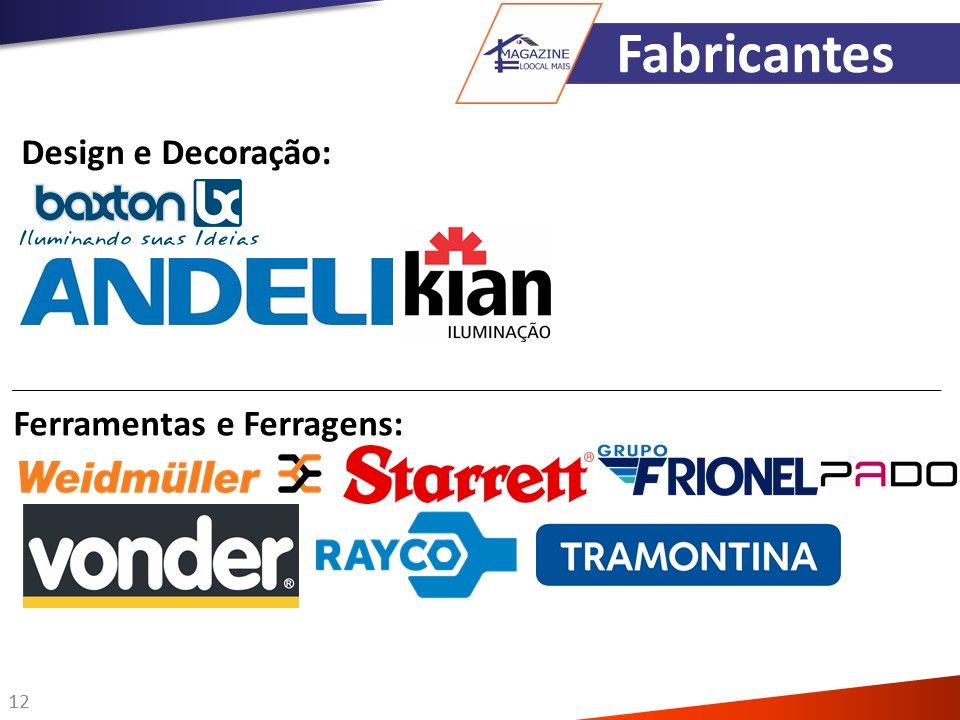 MAGAZINE
LOOCAL MAIS
Fabricantes
Design e Decoração:
baxton bx
Iluminando suas Ideias
ANDELI
kian
ILUMINAÇÃO
Ferramentas e Ferragens:
Weidmüller
Starrett®
GRUPO
FRIONEL
PADO
vonder®
RAYCO
TRAMONTINA
12